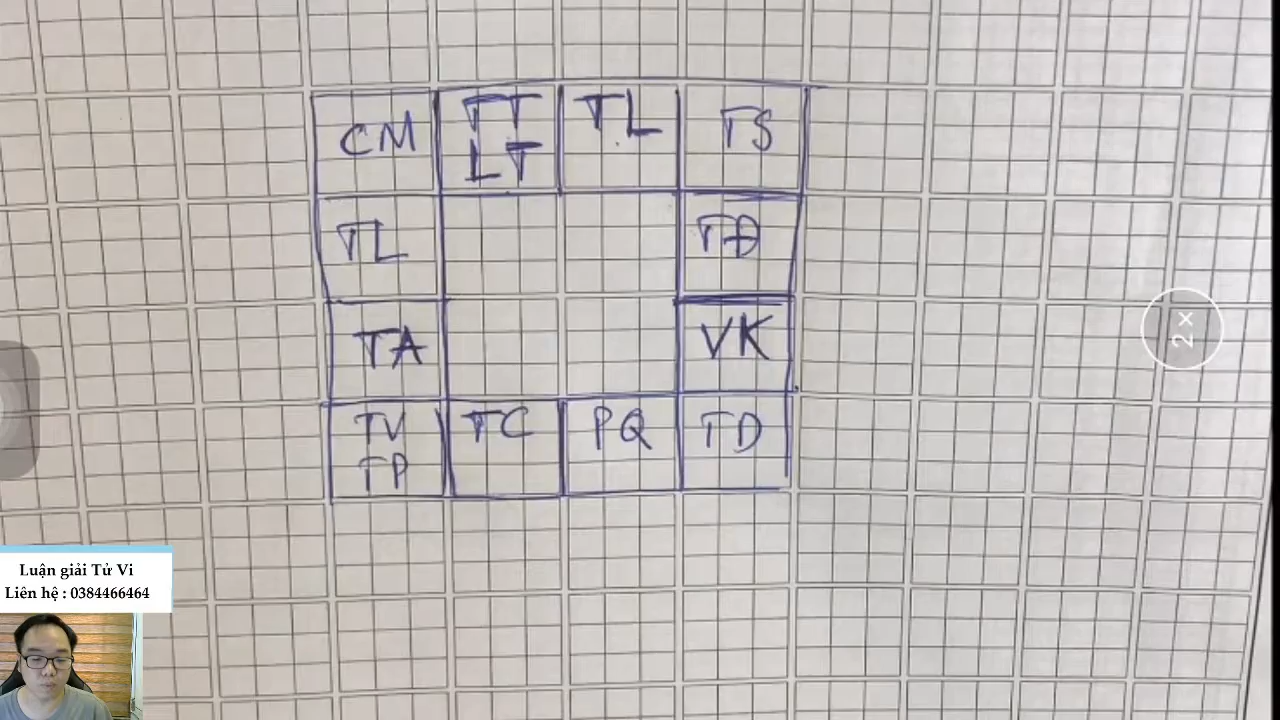 CM
TT
LT
TL
TS
TL
TĐ
TA
VK
TV
TP
TC
PQ
TD
2×
Luận giải Tử Vi
Liên hệ : 0384466464